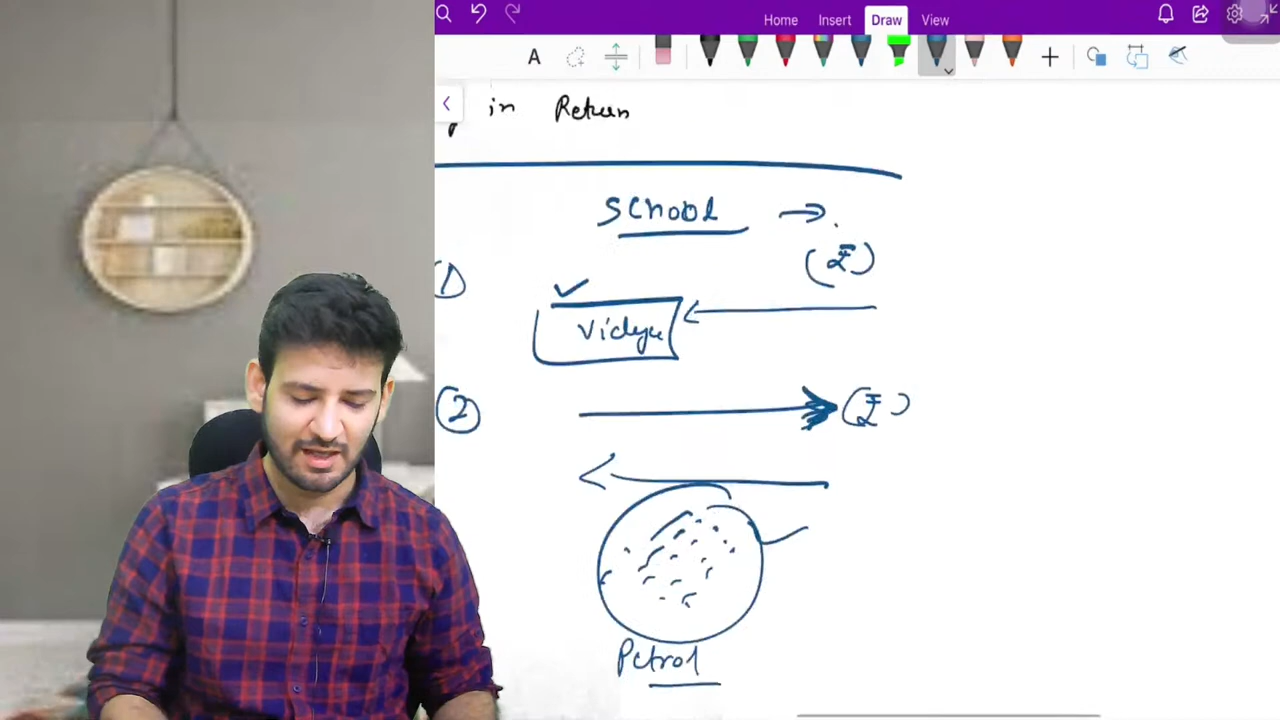 Home Insert Draw View
A
in Return
school →
(₹)
①
✓
Vidya
②
(₹)
Petrol